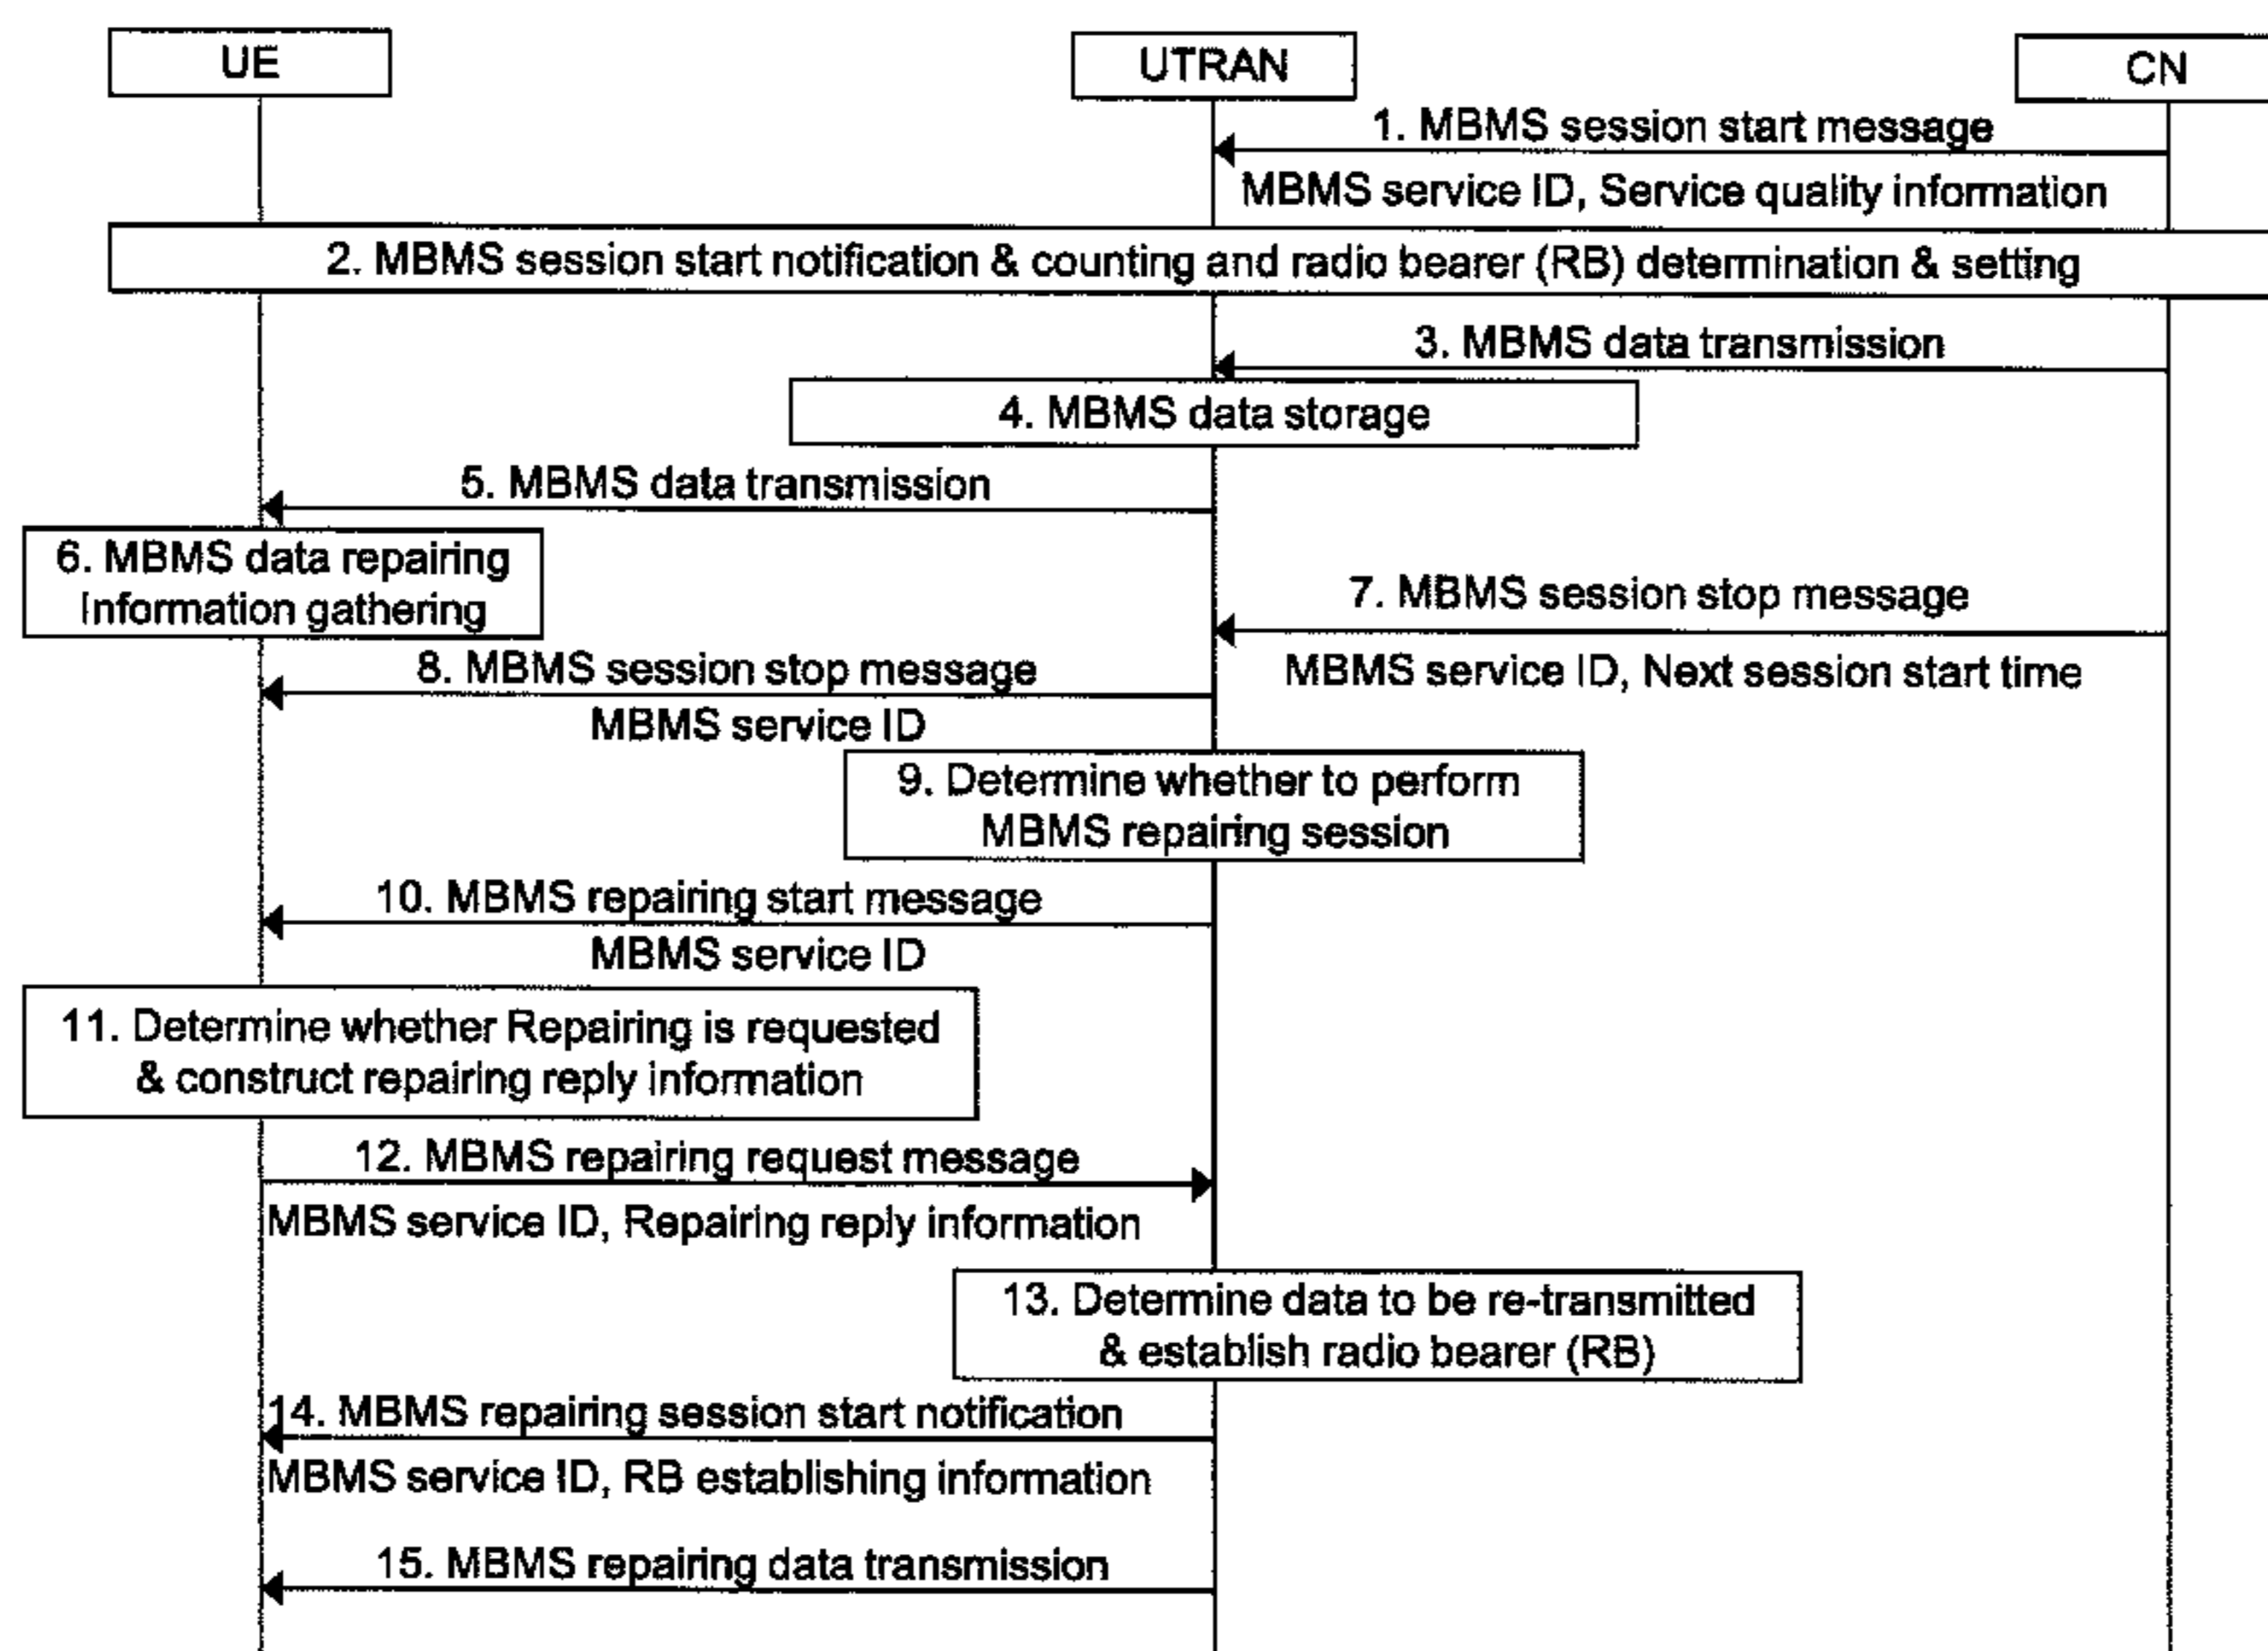 UE
UTRAN
CN
1. MBMS session start message
MBMS service ID, Service quality information
2. MBMS session start notification & counting and radio bearer (RB) determination & setting
3. MBMS data transmission
4. MBMS data storage
5. MBMS data transmission
6. MBMS data repairing
Information gathering
7. MBMS session stop message
MBMS service ID, Next session start time
8. MBMS session stop message
MBMS service ID
9. Determine whether to perform
MBMS repairing session
10. MBMS repairing start message
MBMS service ID
11. Determine whether Repairing is requested
& construct repairing reply information
12. MBMS repairing request message
MBMS service ID, Repairing reply information
13. Determine data to be re-transmitted
& establish radio bearer (RB)
14. MBMS repairing session start notification
MBMS service ID, RB establishing information
15. MBMS repairing data transmission